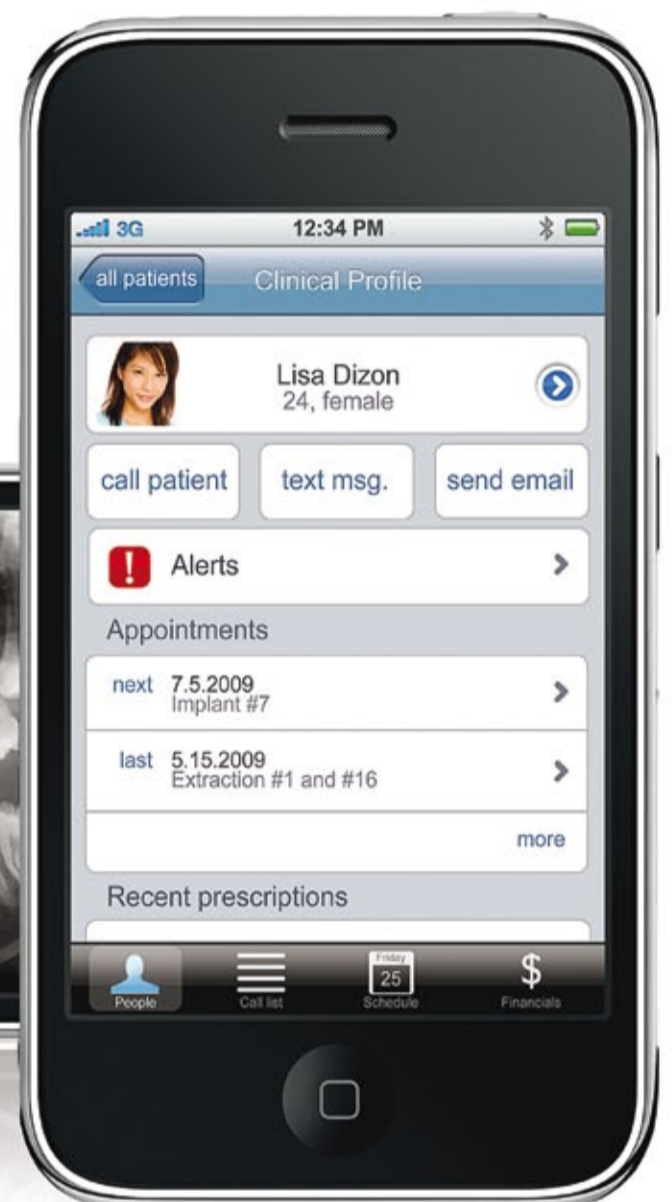 3G 12:34 PM
all patients Clinical Profile
Lisa Dizon
24, female
call patient text msg. send email
! Alerts
Appointments
next 7.5.2009
Implant #7
last 5.15.2009
Extraction #1 and #16
more
Recent prescriptions
Friday
25
$
People Call list Schedule Financials